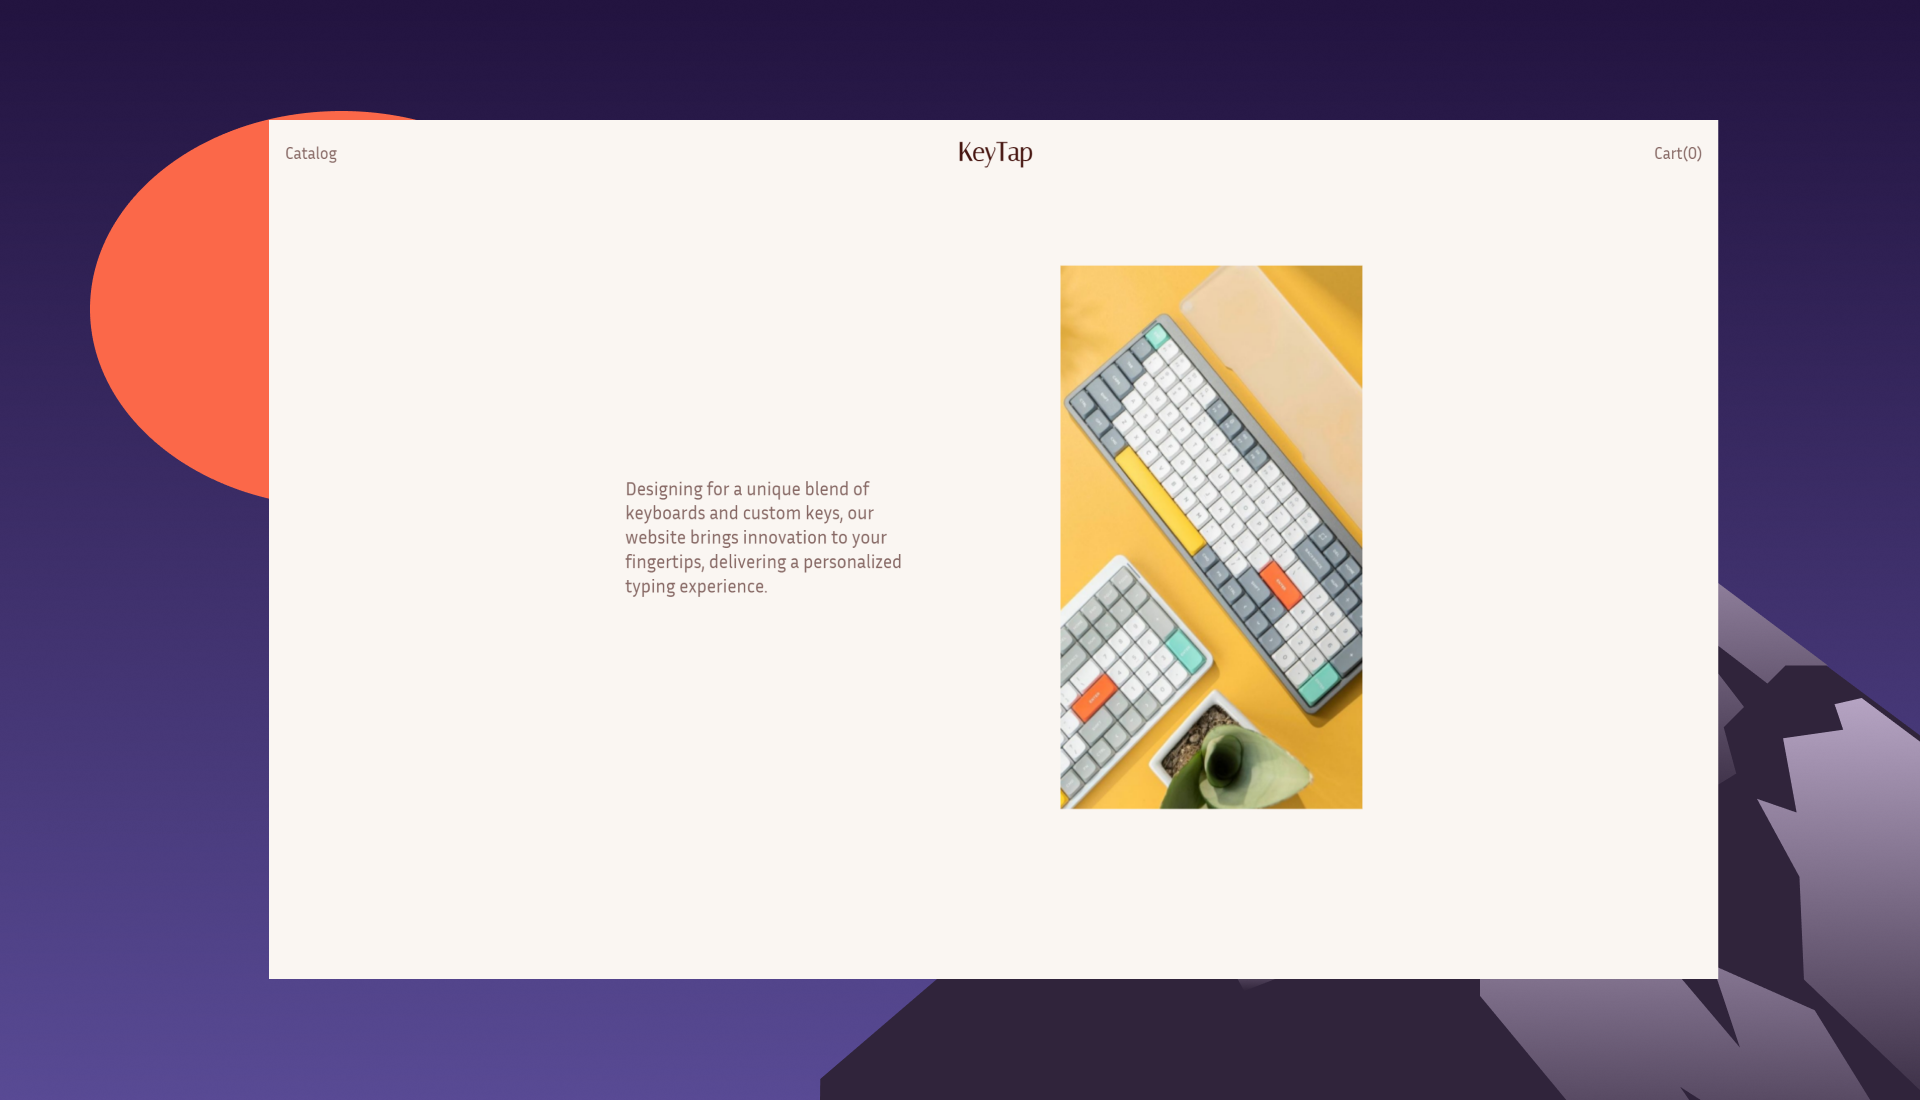 Catalog
KeyTap
Cart(0)
Designing for a unique blend of
keyboards and custom keys, our
website brings innovation to your
fingertips, delivering a personalized
typing experience.